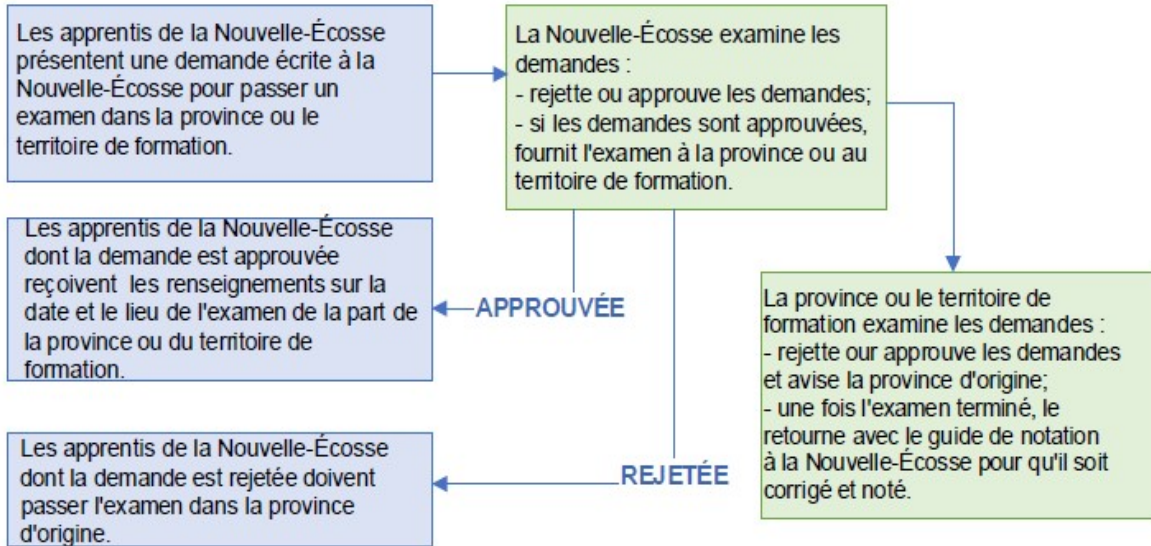 Les apprentis de la Nouvelle-Écosse
présentent une demande écrite à la
Nouvelle-Écosse pour passer un
examen dans la province ou le
territoire de formation.
La Nouvelle-Écosse examine les
demandes :
- rejette ou approuve les demandes;
- si les demandes sont approuvées,
fournit l'examen à la province ou au
territoire de formation.
Les apprentis de la Nouvelle-Écosse
dont la demande est approuvée
reçoivent les renseignements sur la
date et le lieu de l'examen de la part de
la province ou du territoire de
formation.
APPROUVÉE
La province ou le territoire de
formation examine les demandes :
- rejette our approuve les demandes
et avise la province d'origine;
- une fois l'examen terminé, le
retourne avec le guide de notation
à la Nouvelle-Écosse pour qu'il soit
corrigé et noté.
Les apprentis de la Nouvelle-Écosse
dont la demande est rejetée doivent
passer l'examen dans la province
d'origine.
REJETÉE